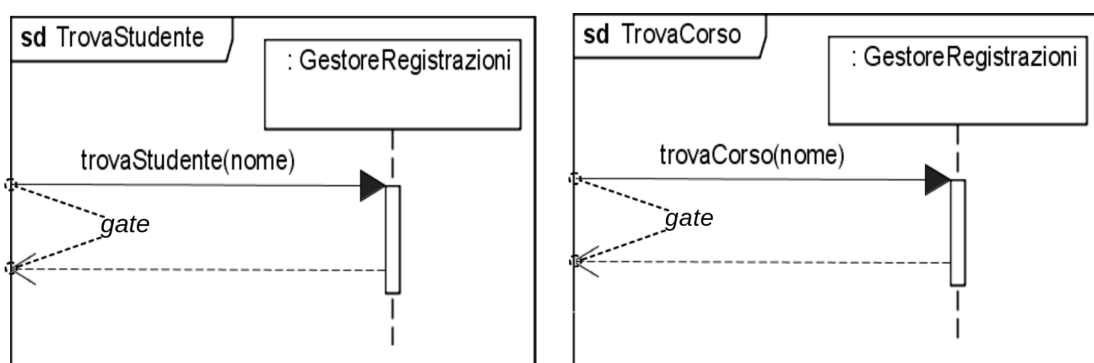 sd TrovaStudente
: GestoreRegistrazioni
trovaStudente(nome)
gate
sd TrovaCorso
: GestoreRegistrazioni
trovaCorso(nome)
gate